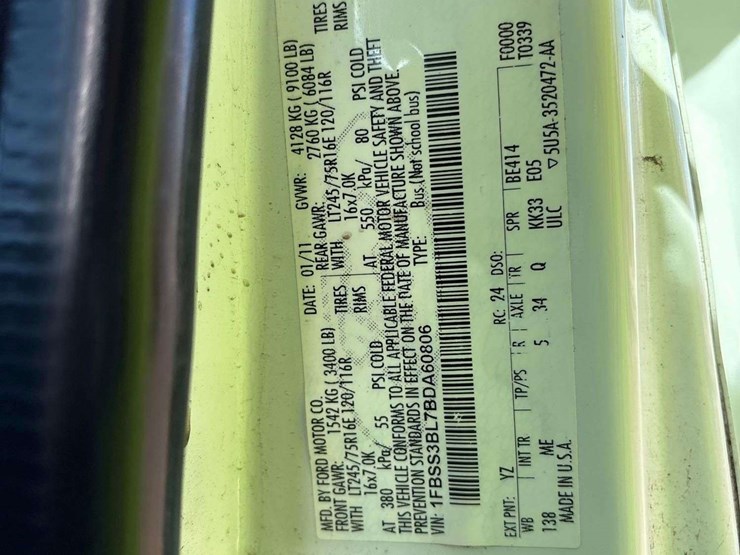 MFD. BY FORD MOTOR CO. DATE: 01/11 GVWR: 4128 KG ( 9100 LB)
FRONT GAWR: 1542 KG ( 3400 LB) REAR GAWR: 2760 KG ( 6084 LB)
WITH LT245/75R16E 120/116R TIRES WITH LT245/75R16E 120/116R TIRES
16x7.0K RIMS 16x7.0K RIMS
AT 380 kPa/ 55 PSI COLD AT 550 kPa/ 80 PSI COLD
THIS VEHICLE CONFORMS TO ALL APPLICABLE FEDERAL MOTOR VEHICLE SAFETY AND THEFT
PREVENTION STANDARDS IN EFFECT ON THE DATE OF MANUFACTURE SHOWN ABOVE.
VIN: 1FBSS3BL7BDA60806 TYPE: Bus (Not school bus)
EXT PNT: YZ RC: 24 DSO: F0000
WB INT TR TP/PS R AXLE TR SPR BE414 T0339
138 ME 5 34 Q KK33 E05
MADE IN U.S.A. ULC ▽ 5U5A-3520472-AA